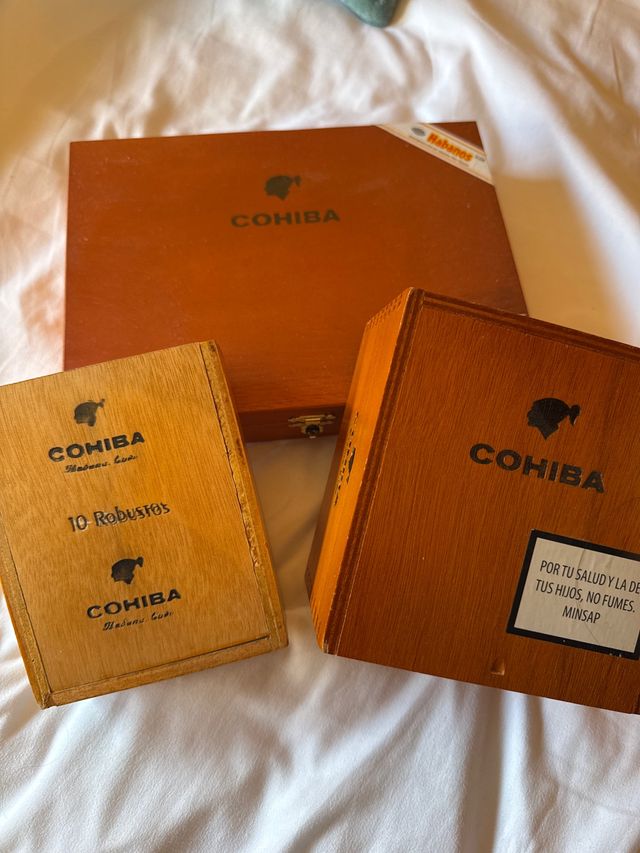 Habanos
COHIBA
COHIBA
Habana, Cuba
10 Robustos
COHIBA
Habana, Cuba
COHIBA
POR TU SALUD Y LA DE
TUS HIJOS, NO FUMES.
MINSAP